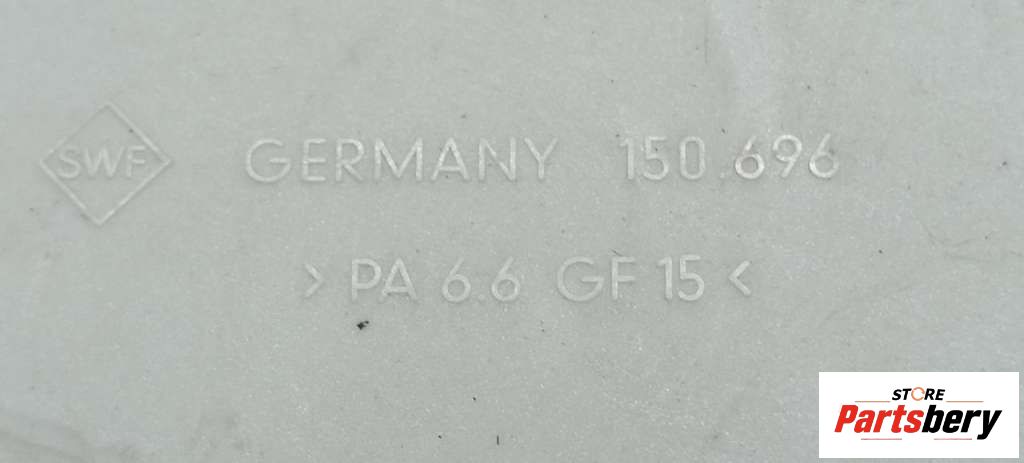 SWF GERMANY 150.696
> PA 6.6 GF 15 <
STORE
Partsbery